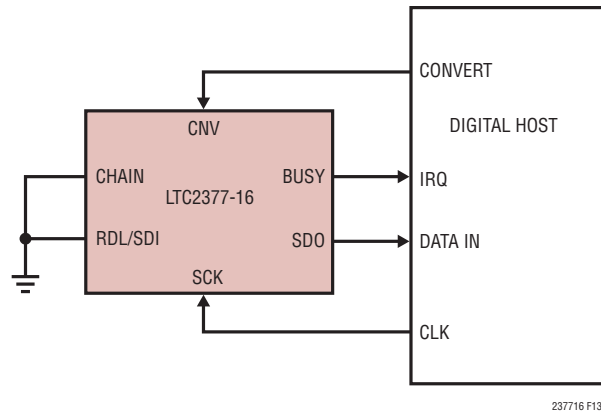 CONVERT
CNV
DIGITAL HOST
CHAIN
BUSY
IRQ
LTC2377-16
RDL/SDI
SDO
DATA IN
SCK
CLK
237716 F13